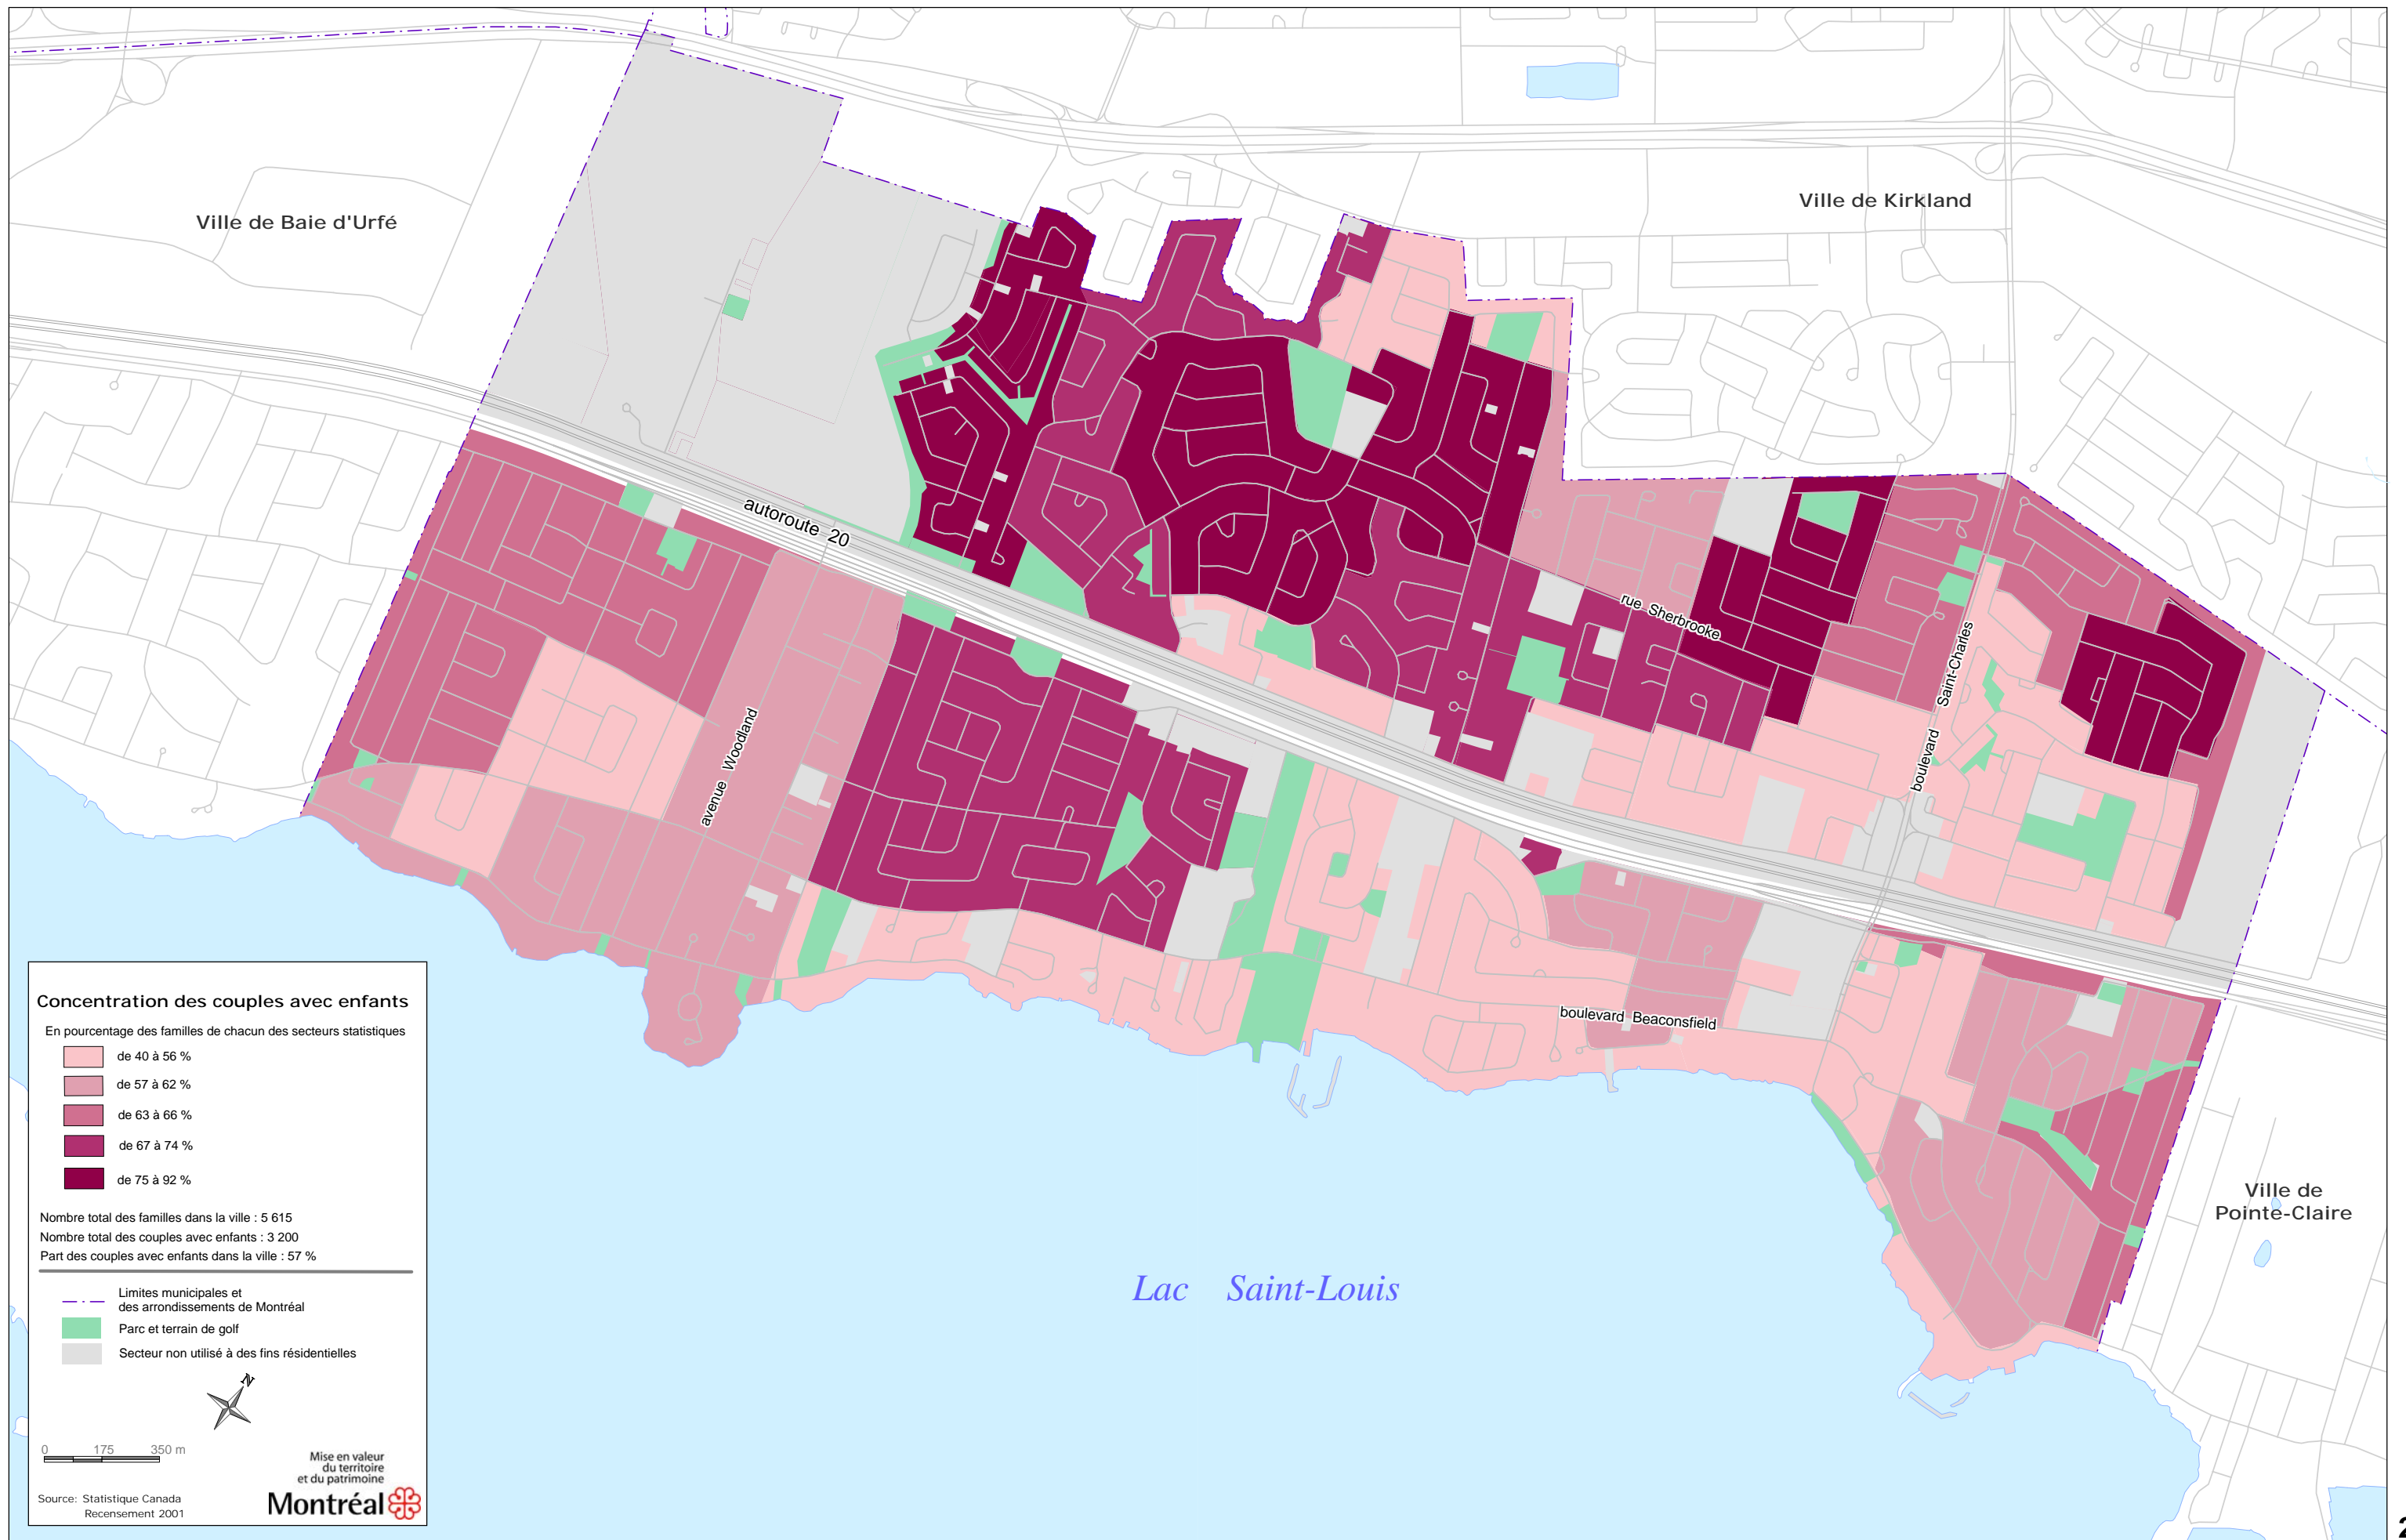 Ville de Kirkland
Ville de Baie d'Urfé
autoroute 20
rue Sherbrooke
boulevard Saint-Charles
avenue Woodland
boulevard Beaconsfield
Ville de
Pointe-Claire
Lac Saint-Louis
Concentration des couples avec enfants
En pourcentage des familles de chacun des secteurs statistiques
de 40 à 56 %
de 57 à 62 %
de 63 à 66 %
de 67 à 74 %
de 75 à 92 %
Nombre total des familles dans la ville : 5 615
Nombre total des couples avec enfants : 3 200
Part des couples avec enfants dans la ville : 57 %
Limites municipales et
des arrondissements de Montréal
Parc et terrain de golf
Secteur non utilisé à des fins résidentielles
N
0 175 350 m
Mise en valeur
du territoire
et du patrimoine
Montréal
Source: Statistique Canada
Recensement 2001